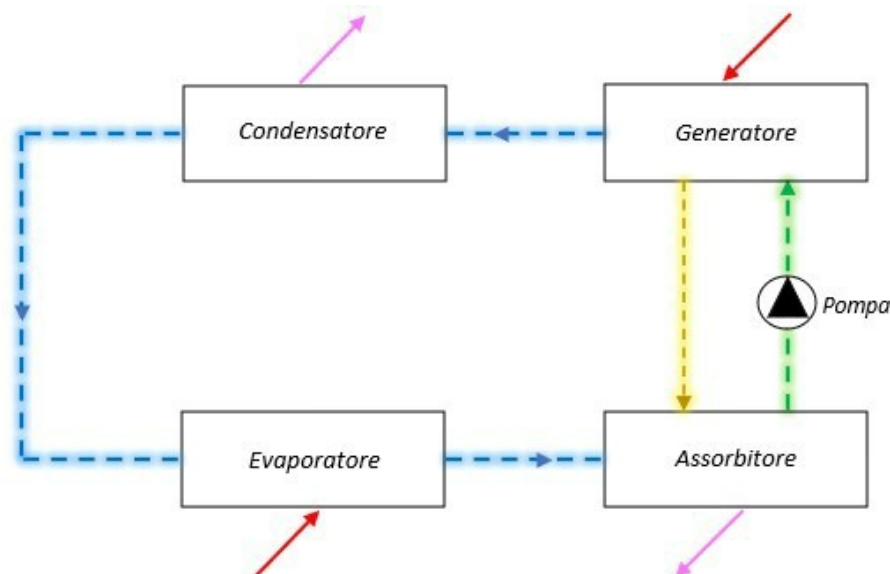 Condensatore
Generatore
Pompa
Evaporatore
Assorbitore